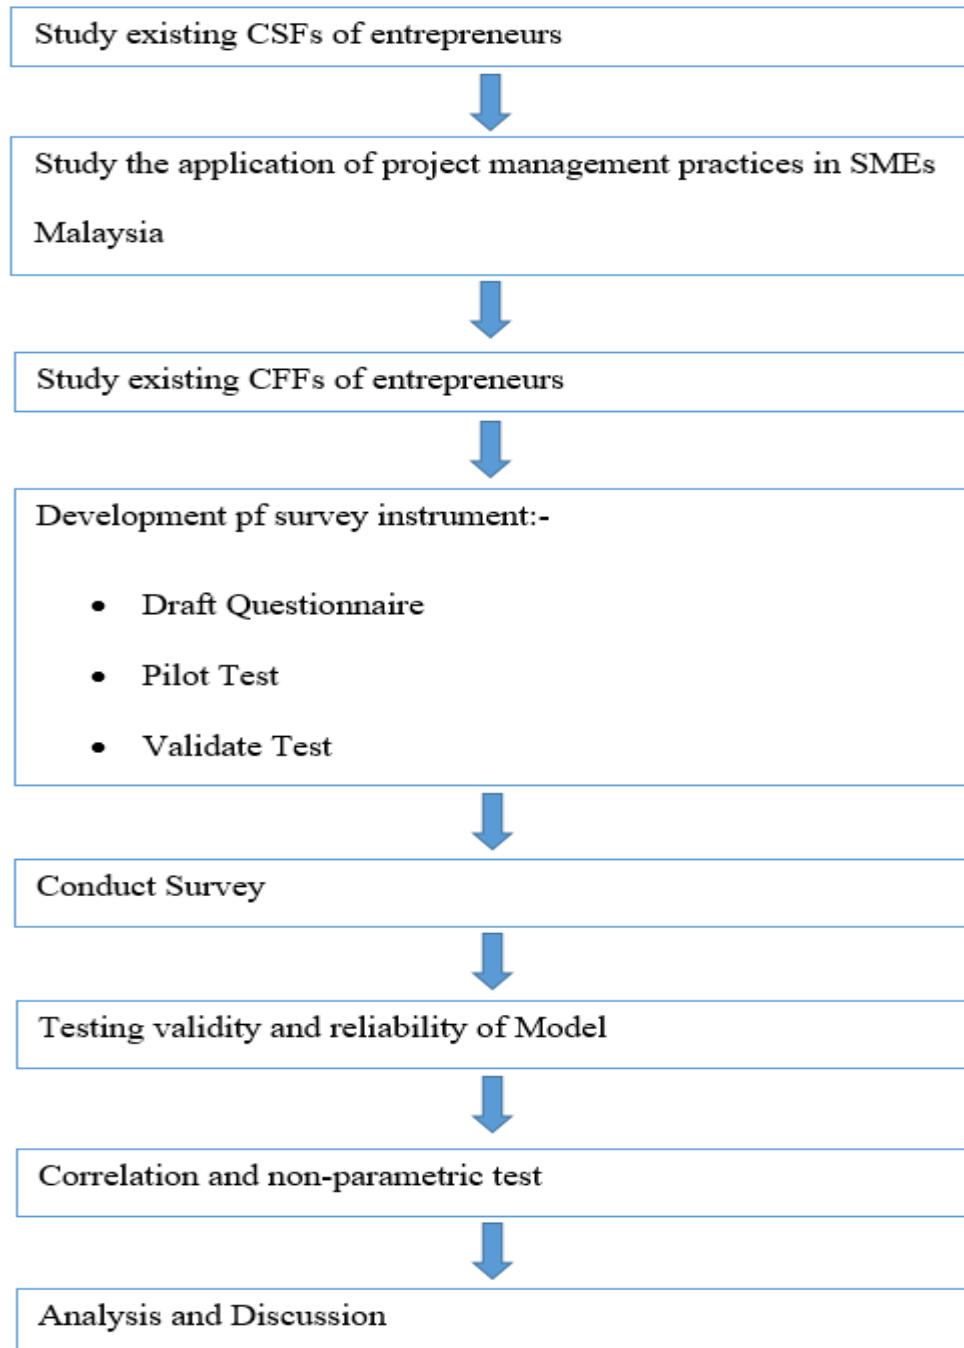 Study existing CSFs of entrepreneurs
Study the application of project management practices in SMEs
Malaysia
Study existing CFFs of entrepreneurs
Development pf survey instrument:-
• Draft Questionnaire
• Pilot Test
• Validate Test
Conduct Survey
Testing validity and reliability of Model
Correlation and non-parametric test
Analysis and Discussion